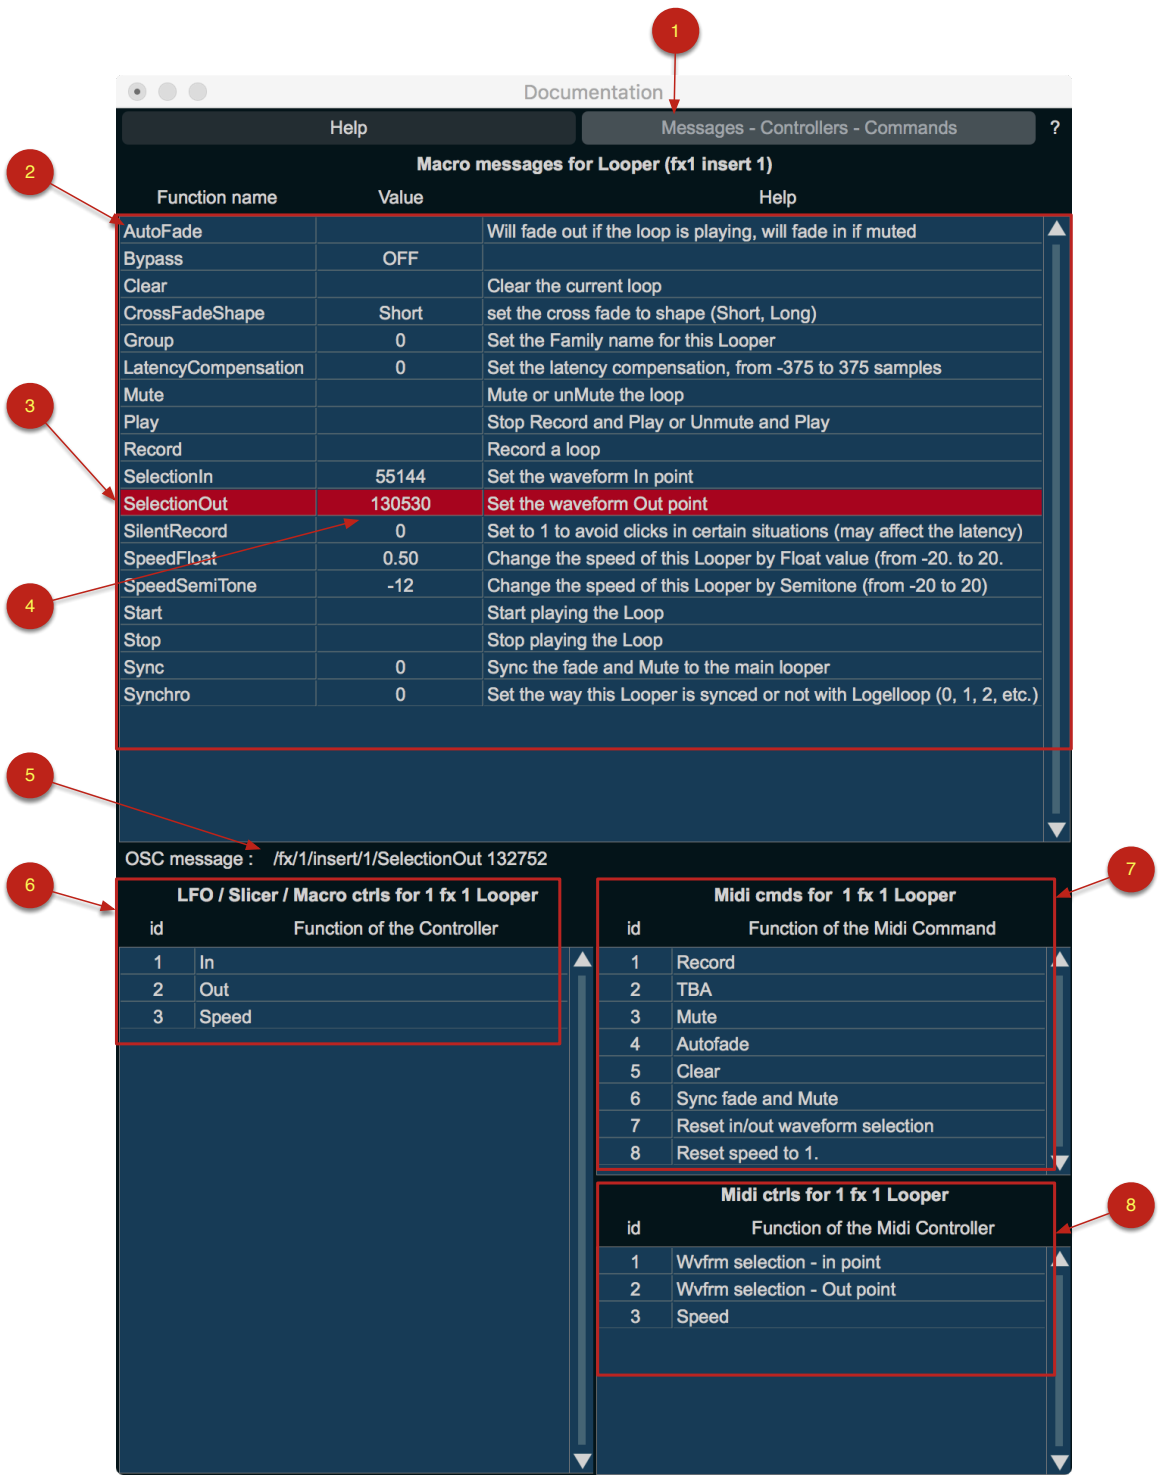 1
Documentation
Help Messages - Controllers - Commands ?
Macro messages for Looper (fx1 insert 1)
2
Function name Value Help
AutoFade Will fade out if the loop is playing, will fade in if muted
Bypass OFF
Clear Clear the current loop
CrossFadeShape Short set the cross fade to shape (Short, Long)
Group 0 Set the Family name for this Looper
LatencyCompensation 0 Set the latency compensation, from -375 to 375 samples
Mute Mute or unMute the loop
3
Play Stop Record and Play or Unmute and Play
Record Record a loop
SelectionIn 55144 Set the waveform In point
SelectionOut 130530 Set the waveform Out point
SilentRecord 0 Set to 1 to avoid clicks in certain situations (may affect the latency)
SpeedFloat 0.50 Change the speed of this Looper by Float value (from -20. to 20.
SpeedSemiTone -12 Change the speed of this Looper by Semitone (from -20 to 20)
4
Start Start playing the Loop
Stop Stop playing the Loop
Sync 0 Sync the fade and Mute to the main looper
Synchro 0 Set the way this Looper is synced or not with Logelloop (0, 1, 2, etc.)
5
OSC message : /fx/1/insert/1/SelectionOut 132752
6
LFO / Slicer / Macro ctrls for 1 fx 1 Looper
id Function of the Controller
1 In
2 Out
3 Speed
7
Midi cmds for 1 fx 1 Looper
id Function of the Midi Command
1 Record
2 TBA
3 Mute
4 Autofade
5 Clear
6 Sync fade and Mute
7 Reset in/out waveform selection
8 Reset speed to 1.
8
Midi ctrls for 1 fx 1 Looper
id Function of the Midi Controller
1 Wvfrm selection - in point
2 Wvfrm selection - Out point
3 Speed